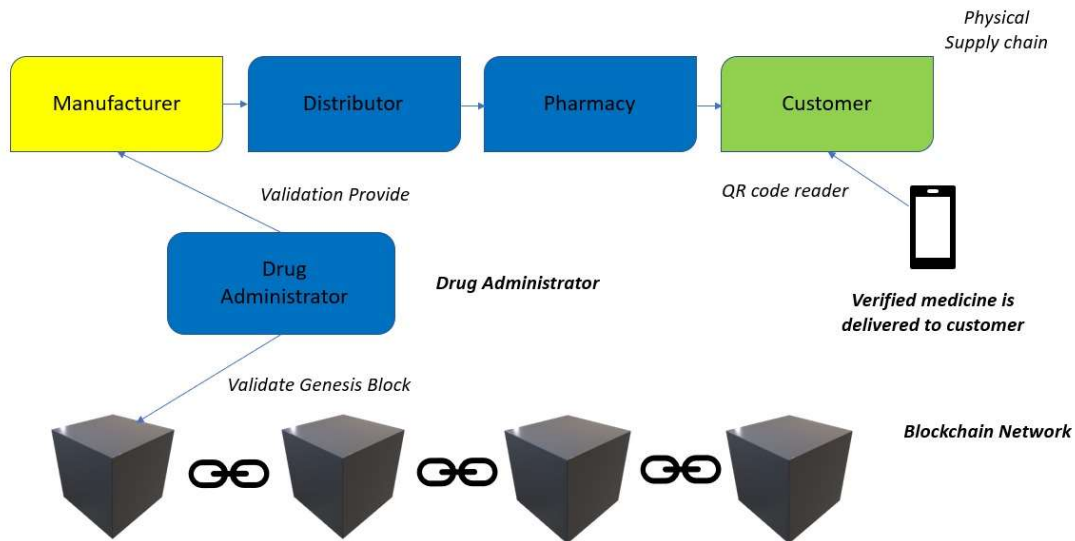 Physical
Supply chain
Manufacturer
Distributor
Pharmacy
Customer
Validation Provide
QR code reader
Drug
Administrator
Drug Administrator
Verified medicine is
delivered to customer
Validate Genesis Block
Blockchain Network